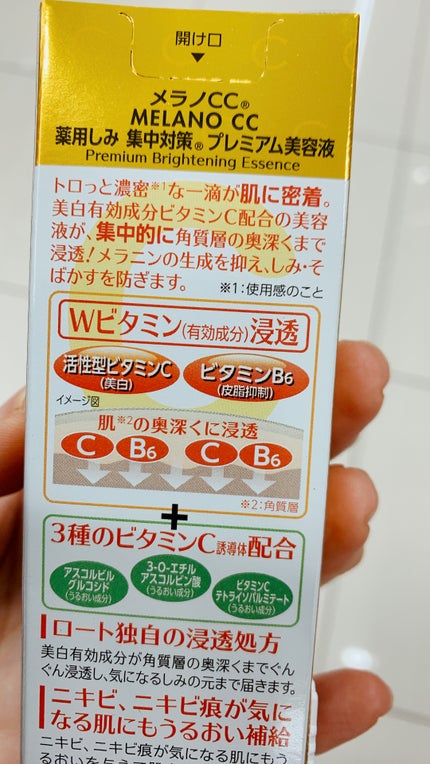 開け口
▼
メラノCC®
MELANO CC
薬用しみ 集中対策® プレミアム美容液
Premium Brightening Essence
トロっと濃密※1な一滴が肌に密着。
美白有効成分ビタミンC配合の美容
液が、集中的に角質層の奥深くまで
浸透!メラニンの生成を抑え、しみ・そ
ばかすを防ぎます。 ※1:使用感のこと
Wビタミン(有効成分)浸透
活性型ビタミンC
(美白)
ビタミンB6
(皮脂抑制)
イメージ図
肌※2の奥深くに浸透
C B6 C B6
※2:角質層
+
3種のビタミンC誘導体配合
アスコルビル
グルコシド
(うるおい成分)
3-O-エチル
アスコルビン酸
(うるおい成分)
ビタミンC
テトライソパルミテート
(うるおい成分)
ロート独自の浸透処方
美白有効成分が角質層の奥深くまでぐん
ぐん浸透し、気になるしみの元まで届きます。
ニキビ、ニキビ痕が気に
なる肌にもうるおい補給
ニキビ、ニキビ痕が気になる肌にもう
るおいを与えて肌